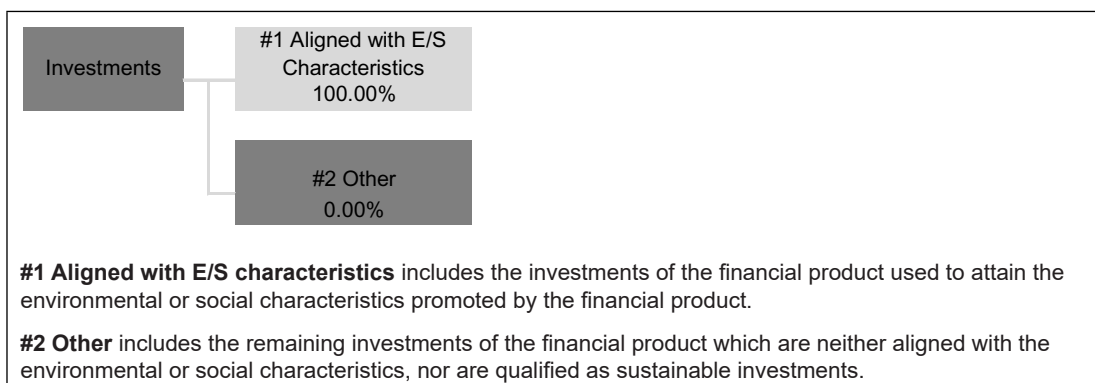 Investments
#1 Aligned with E/S
Characteristics
100.00%
#2 Other
0.00%
#1 Aligned with E/S characteristics includes the investments of the financial product used to attain the
environmental or social characteristics promoted by the financial product.
#2 Other includes the remaining investments of the financial product which are neither aligned with the
environmental or social characteristics, nor are qualified as sustainable investments.